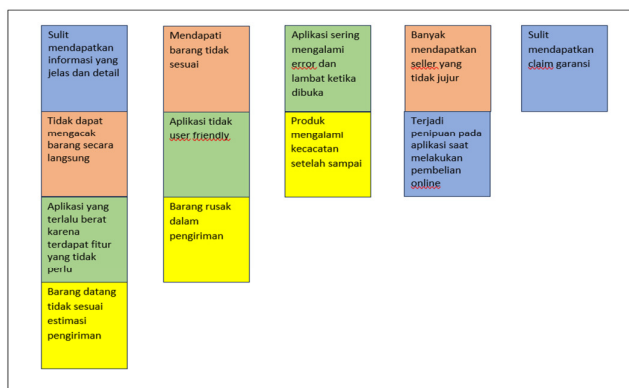 Sulit
mendapatkan
informasi yang
jelas dan detail
Mendapati
barang tidak
sesuai
Aplikasi sering
mengalami
error dan
lambat ketika
dibuka
Banyak
mendapatkan
seller yang
tidak jujur
Sulit
mendapatkan
claim garansi
Tidak dapat
mengacak
barang secara
langsung
Aplikasi tidak
user friendly
Produk
mengalami
kecacatan
setelah sampai
Terjadi
penipuan pada
aplikasi saat
melakukan
pembelian
online
Aplikasi yang
terlalu berat
karena
terdapat fitur
yang tidak
perlu
Barang rusak
dalam
pengiriman
Barang datang
tidak sesuai
estimasi
pengiriman